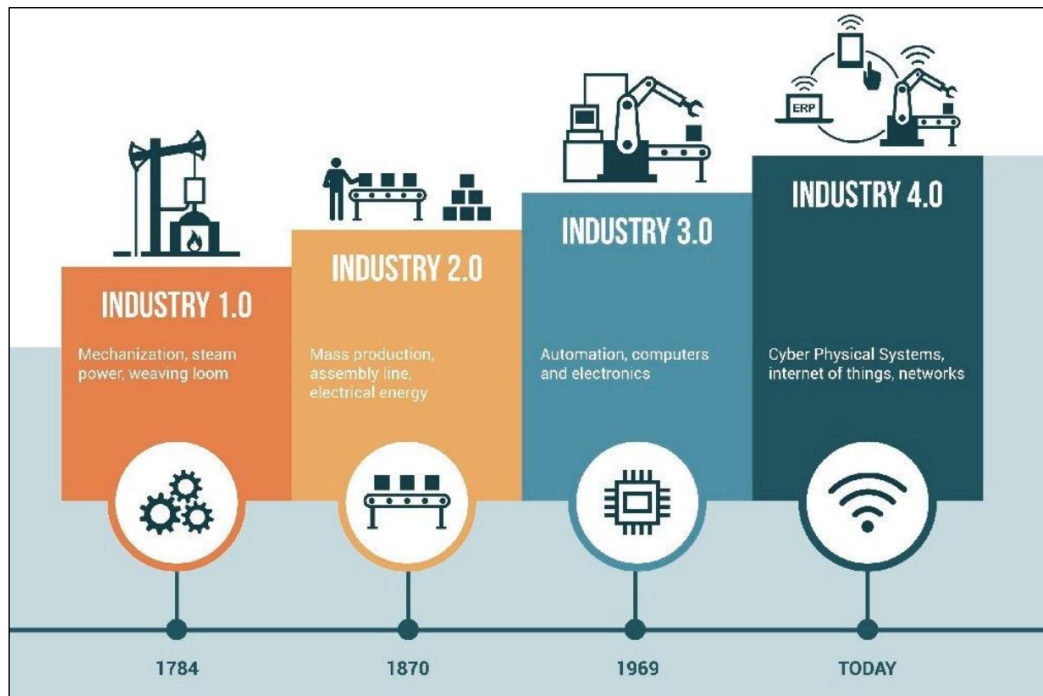 ERP
INDUSTRY 1.0
Mechanization, steam
power, weaving loom
INDUSTRY 2.0
Mass production,
assembly line,
electrical energy
INDUSTRY 3.0
Automation, computers
and electronics
INDUSTRY 4.0
Cyber Physical Systems,
internet of things, networks
1784
1870
1969
TODAY